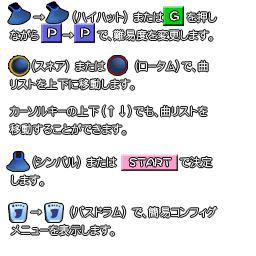 → (ハイハット) または G を押し
ながら P → P で、難易度を変更します。
(スネア) または (ロータム)で、曲
リストを上下に移動します。
カーソルキーの上下(↑↓)でも、曲リストを
移動することができます。
(シンバル) または START で決定
します。
→ (バスドラム) で、簡易コンフィグ
メニューを表示します。